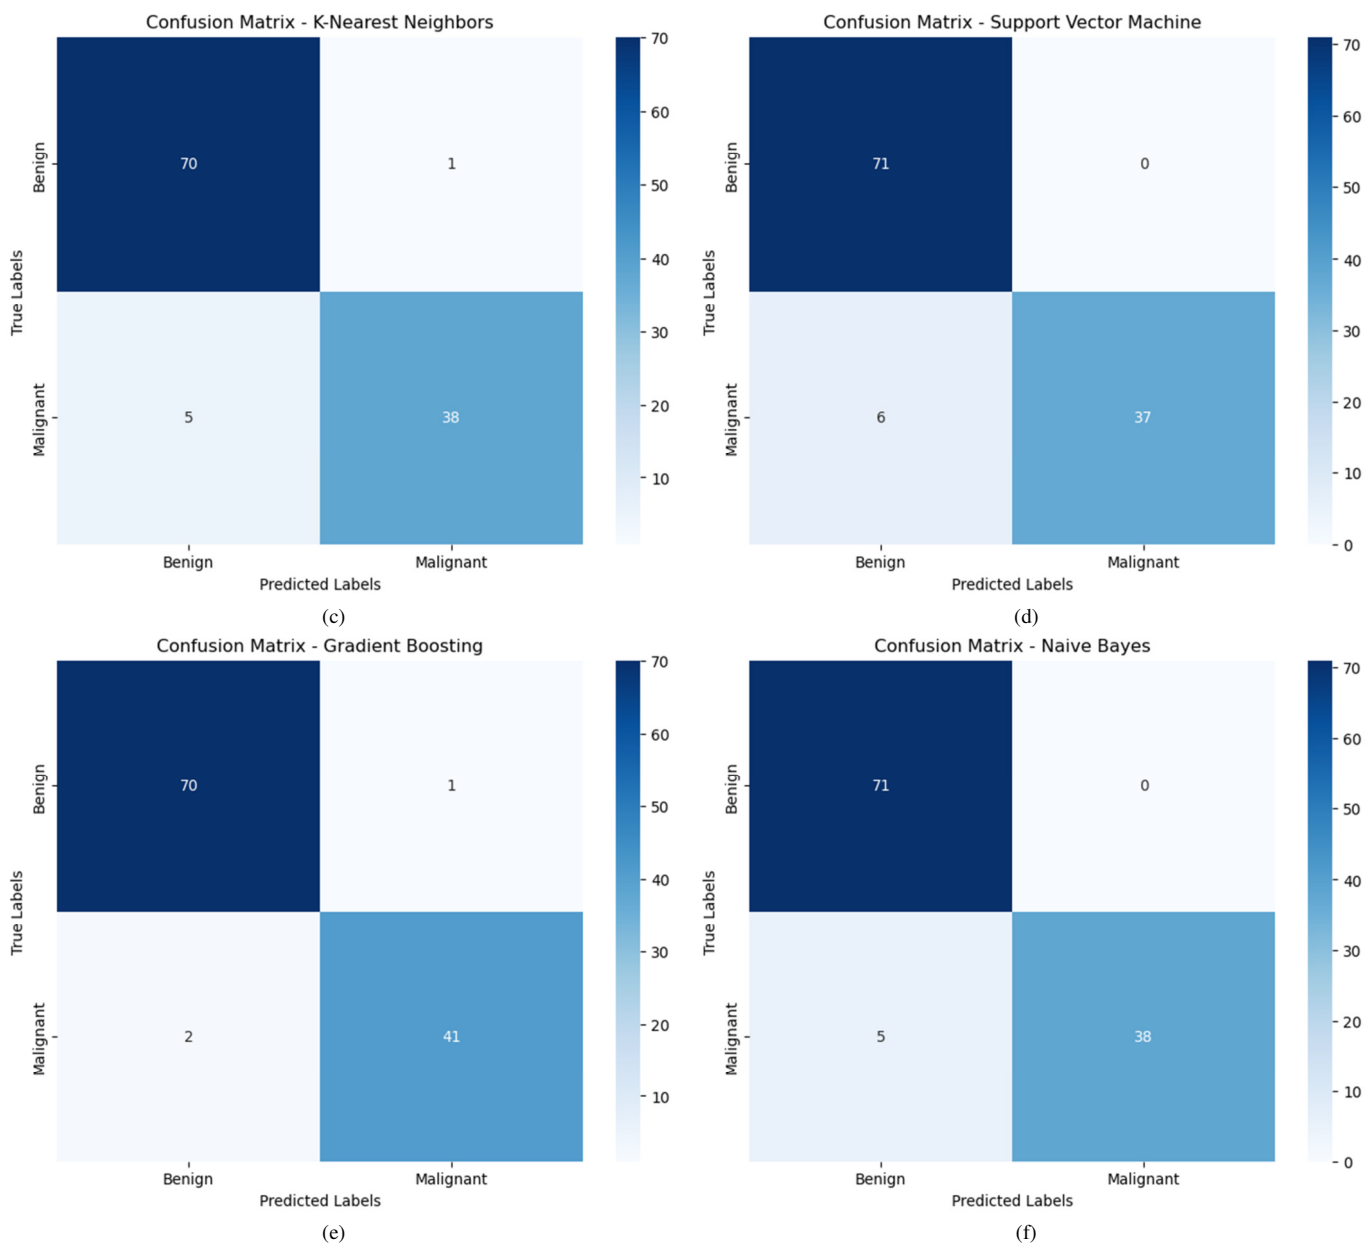 Confusion Matrix - K-Nearest Neighbors
True Labels
Benign
Malignant
70
1
5
38
Benign
Malignant
Predicted Labels
70
60
50
40
30
20
10
(c)
Confusion Matrix - Support Vector Machine
True Labels
Benign
Malignant
71
0
6
37
Benign
Malignant
Predicted Labels
70
60
50
40
30
20
10
0
(d)
Confusion Matrix - Gradient Boosting
True Labels
Benign
Malignant
70
1
2
41
Benign
Malignant
Predicted Labels
70
60
50
40
30
20
10
(e)
Confusion Matrix - Naive Bayes
True Labels
Benign
Malignant
71
0
5
38
Benign
Malignant
Predicted Labels
70
60
50
40
30
20
10
0
(f)